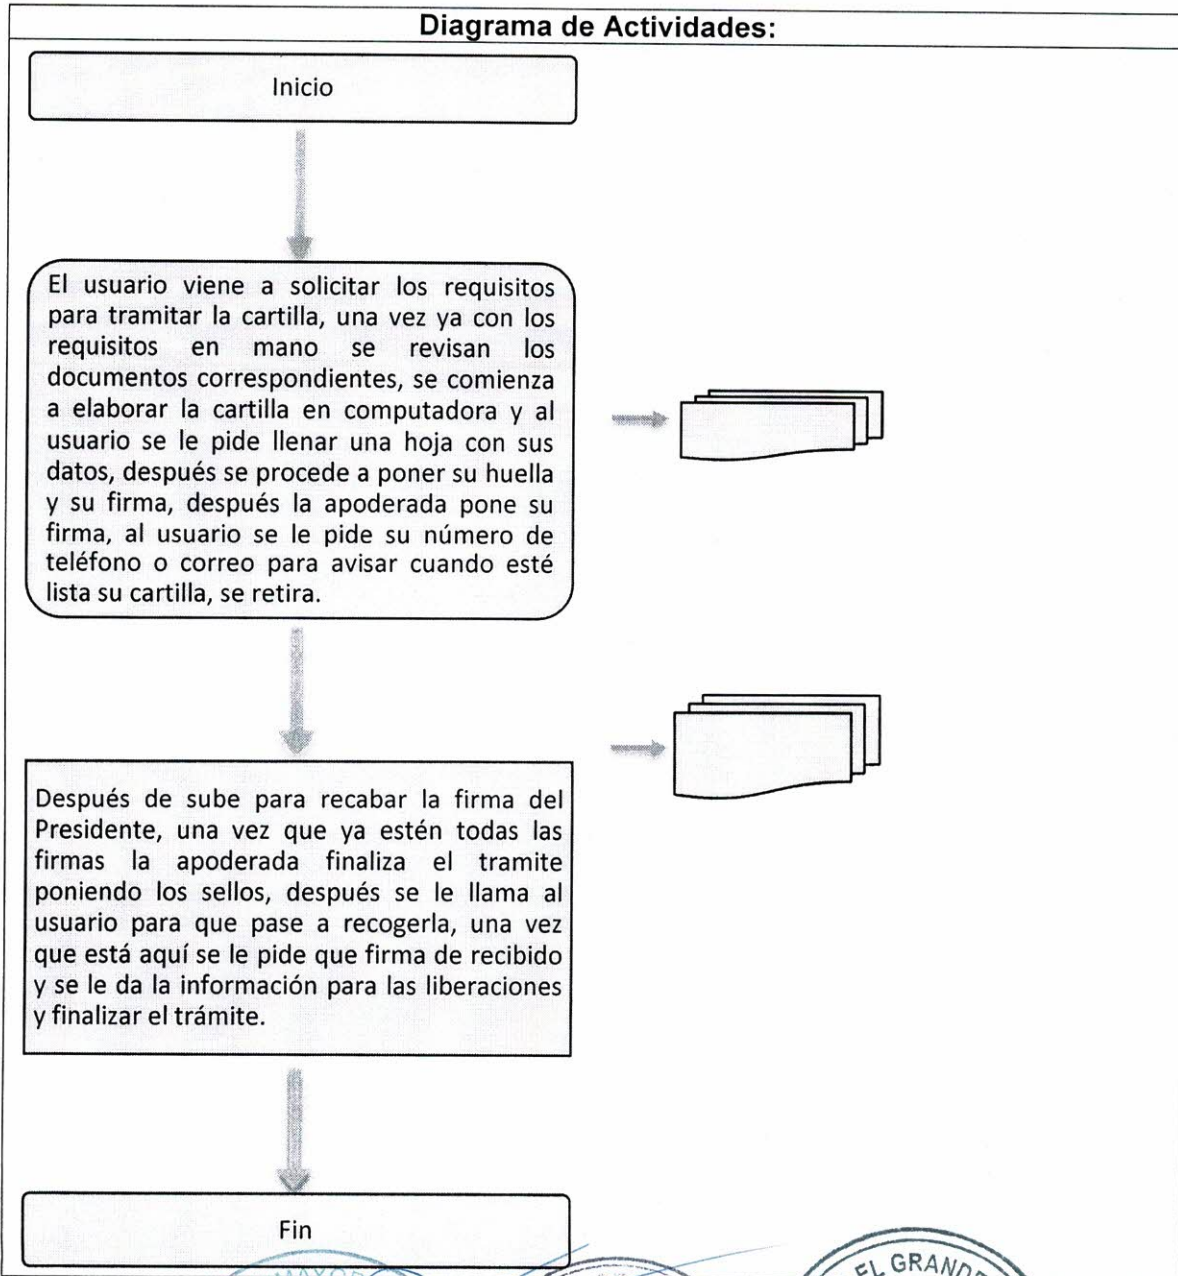 Diagrama de Actividades:
Inicio
El usuario viene a solicitar los requisitos
para tramitar la cartilla, una vez ya con los
requisitos en mano se revisan los
documentos correspondientes, se comienza
a elaborar la cartilla en computadora y al
usuario se le pide llenar una hoja con sus
datos, después se procede a poner su huella
y su firma, después la apoderada pone su
firma, al usuario se le pide su número de
teléfono o correo para avisar cuando esté
lista su cartilla, se retira.
Después de sube para recabar la firma del
Presidente, una vez que ya estén todas las
firmas la apoderada finaliza el tramite
poniendo los sellos, después se le llama al
usuario para que pase a recogerla, una vez
que está aquí se le pide que firma de recibido
y se le da la información para las liberaciones
y finalizar el trámite.
Fin
EL GRANDE